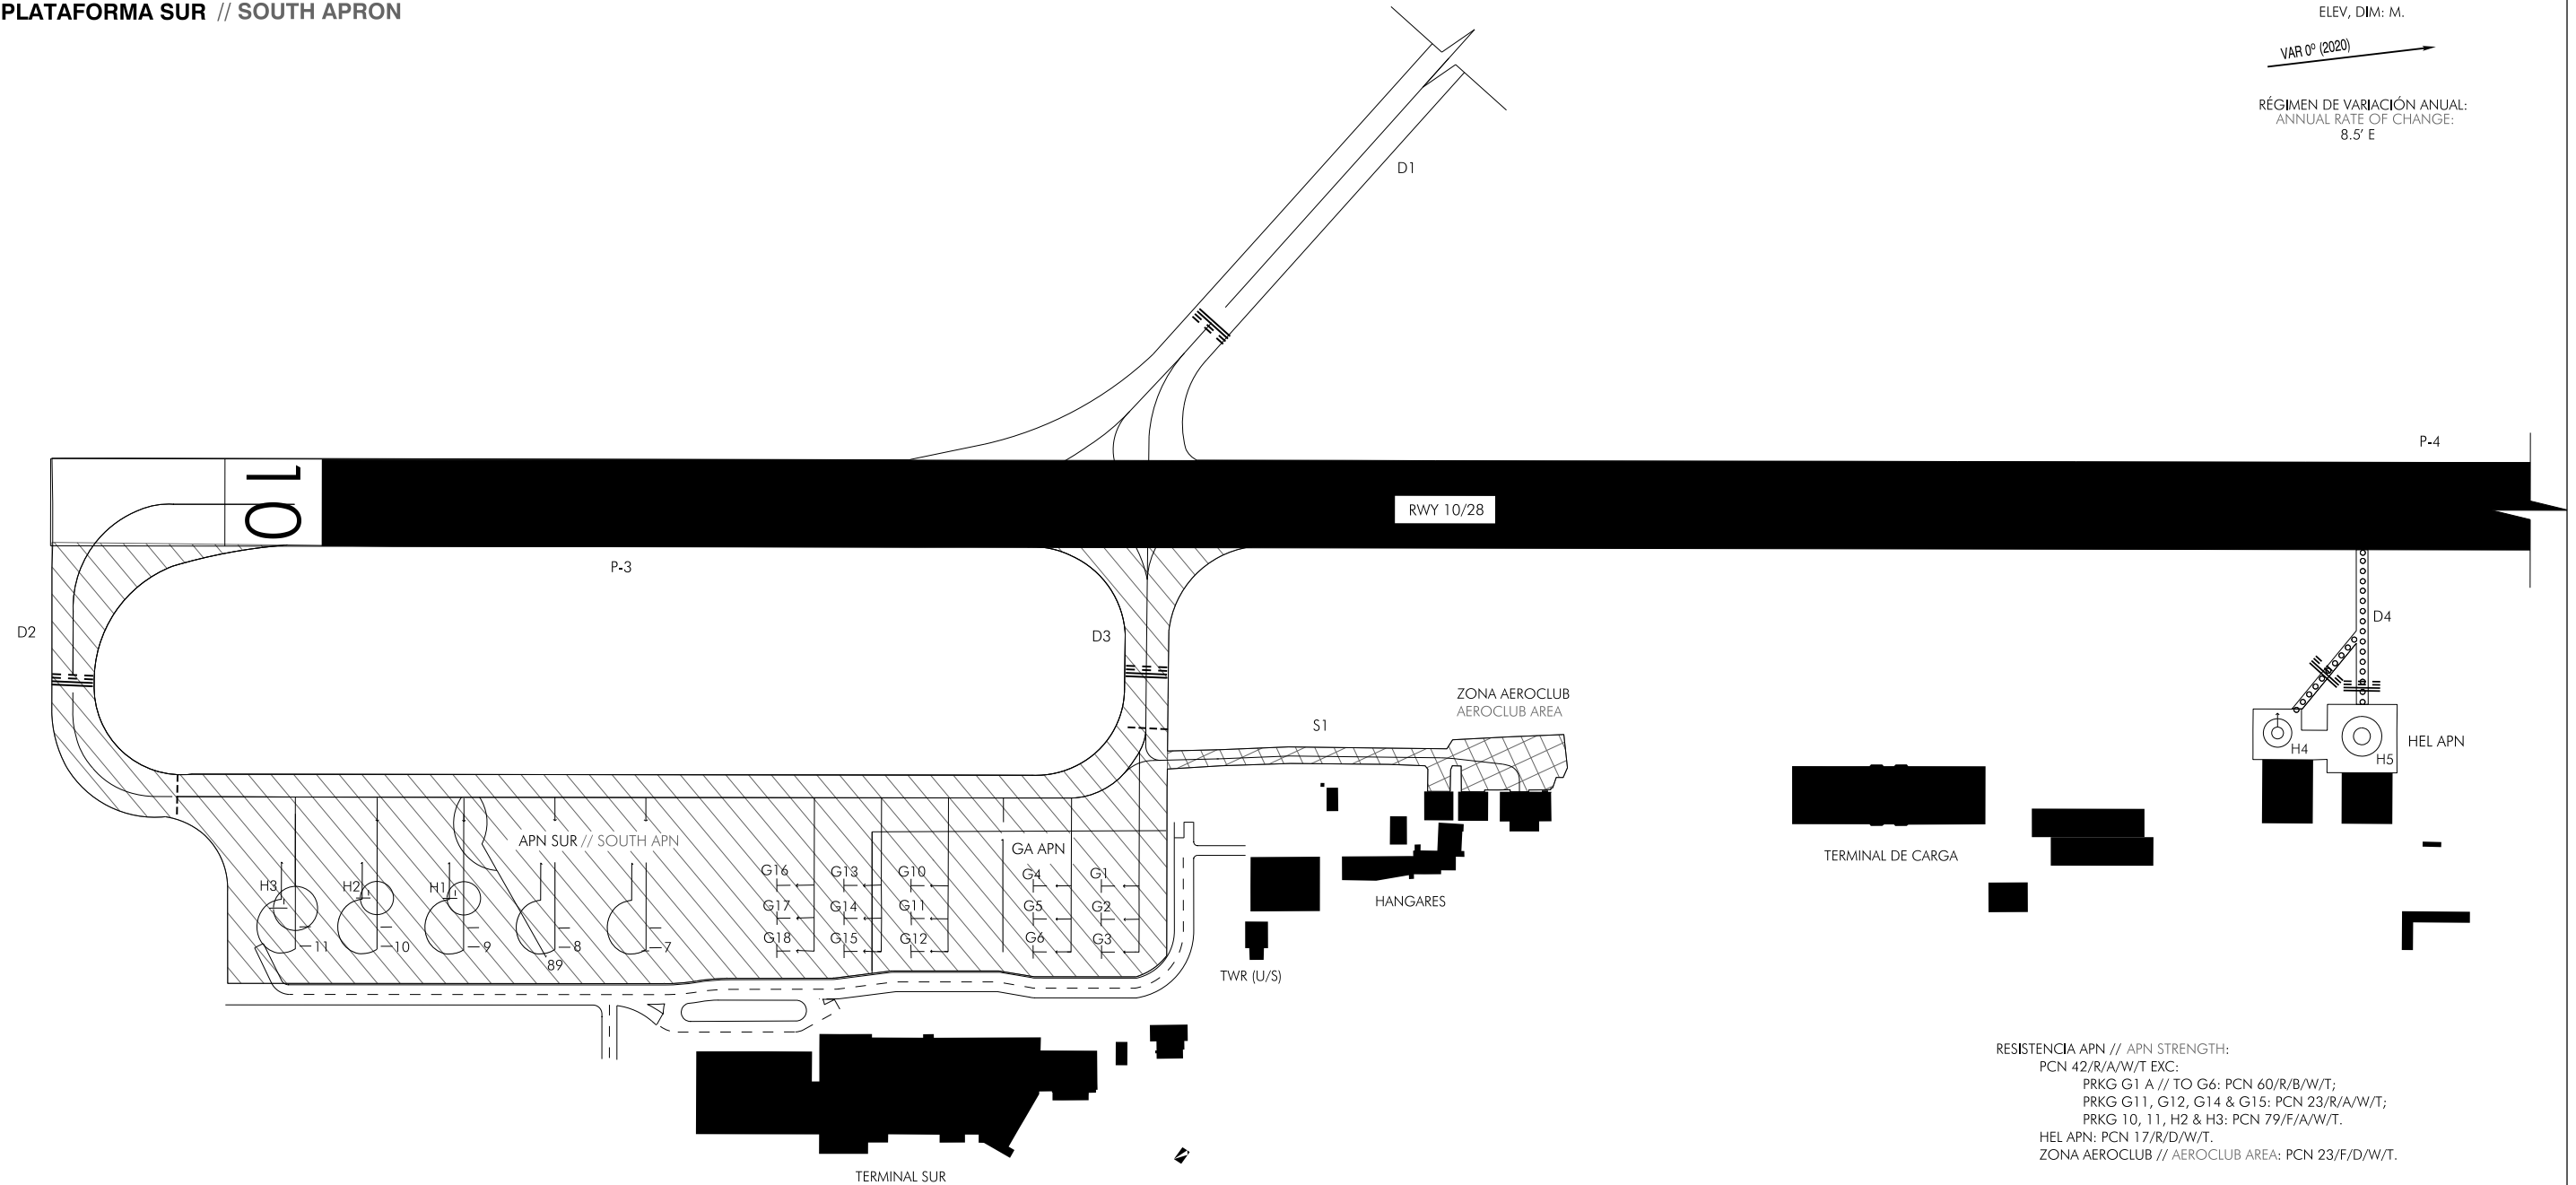 PLATAFORMA SUR // SOUTH APRON
ELEV, DIM: M.
VAR 0º (2020)
RÉGIMEN DE VARIACIÓN ANUAL:
ANNUAL RATE OF CHANGE:
8.5' E
D1
P-4
10
RWY 10/28
P-3
D2
D3
D4
ZONA AEROCLUB
AEROCLUB AREA
S1
H4
H5
HEL APN
APN SUR // SOUTH APN
GA APN
TERMINAL DE CARGA
G16
G13
G10
G4
G1
H3
H2
H1
G17
G14
G11
G5
G2
HANGARES
G18
G15
G12
G6
G3
11
10
9
8
7
89
TWR (U/S)
TERMINAL SUR
RESISTENCIA APN // APN STRENGTH:
PCN 42/R/A/W/T EXC:
PRKG G1 A // TO G6: PCN 60/R/B/W/T;
PRKG G11, G12, G14 & G15: PCN 23/R/A/W/T;
PRKG 10, 11, H2 & H3: PCN 79/F/A/W/T.
HEL APN: PCN 17/R/D/W/T.
ZONA AEROCLUB // AEROCLUB AREA: PCN 23/F/D/W/T.